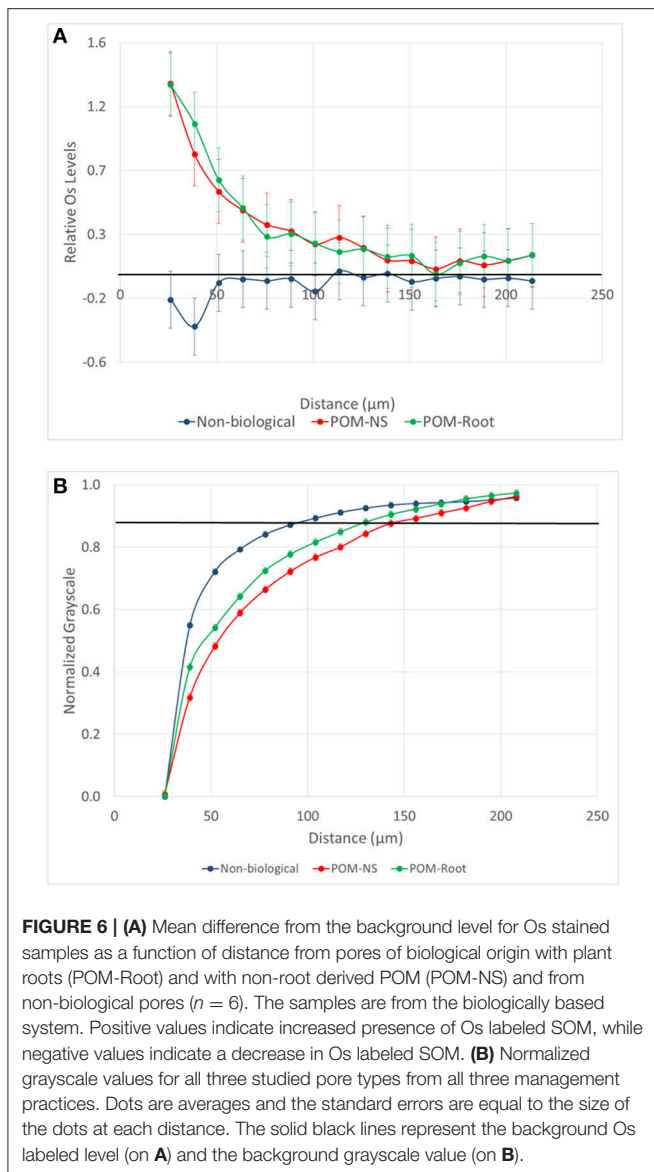 A
1.6
1.2
0.7
0.3
-0.2
-0.6
Relative Os Levels
0 50 100 150 200 250
Distance (µm)
Non-biological POM-NS POM-Root
B
1.0
0.8
0.6
0.4
0.2
0.0
Normalized Grayscale
0 50 100 150 200 250
Distance (µm)
Non-biological POM-NS POM-Root
FIGURE 6 | (A) Mean difference from the background level for Os stained
samples as a function of distance from pores of biological origin with plant
roots (POM-Root) and with non-root derived POM (POM-NS) and from
non-biological pores (n = 6). The samples are from the biologically based
system. Positive values indicate increased presence of Os labeled SOM, while
negative values indicate a decrease in Os labeled SOM. (B) Normalized
grayscale values for all three studied pore types from all three management
practices. Dots are averages and the standard errors are equal to the size of
the dots at each distance. The solid black lines represent the background Os
labeled level (on A) and the background grayscale value (on B).